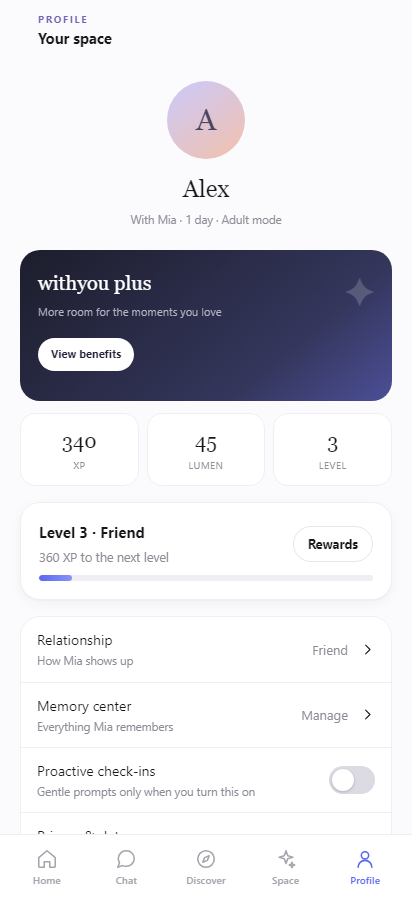 PROFILE
Your space
A
Alex
With Mia · 1 day · Adult mode
withyou plus
More room for the moments you love
View benefits
340
XP
45
LUMEN
3
LEVEL
Level 3 · Friend
360 XP to the next level
Rewards
Relationship
How Mia shows up
Friend
Memory center
Everything Mia remembers
Manage
Proactive check-ins
Gentle prompts only when you turn this on
Home
Chat
Discover
Space
Profile